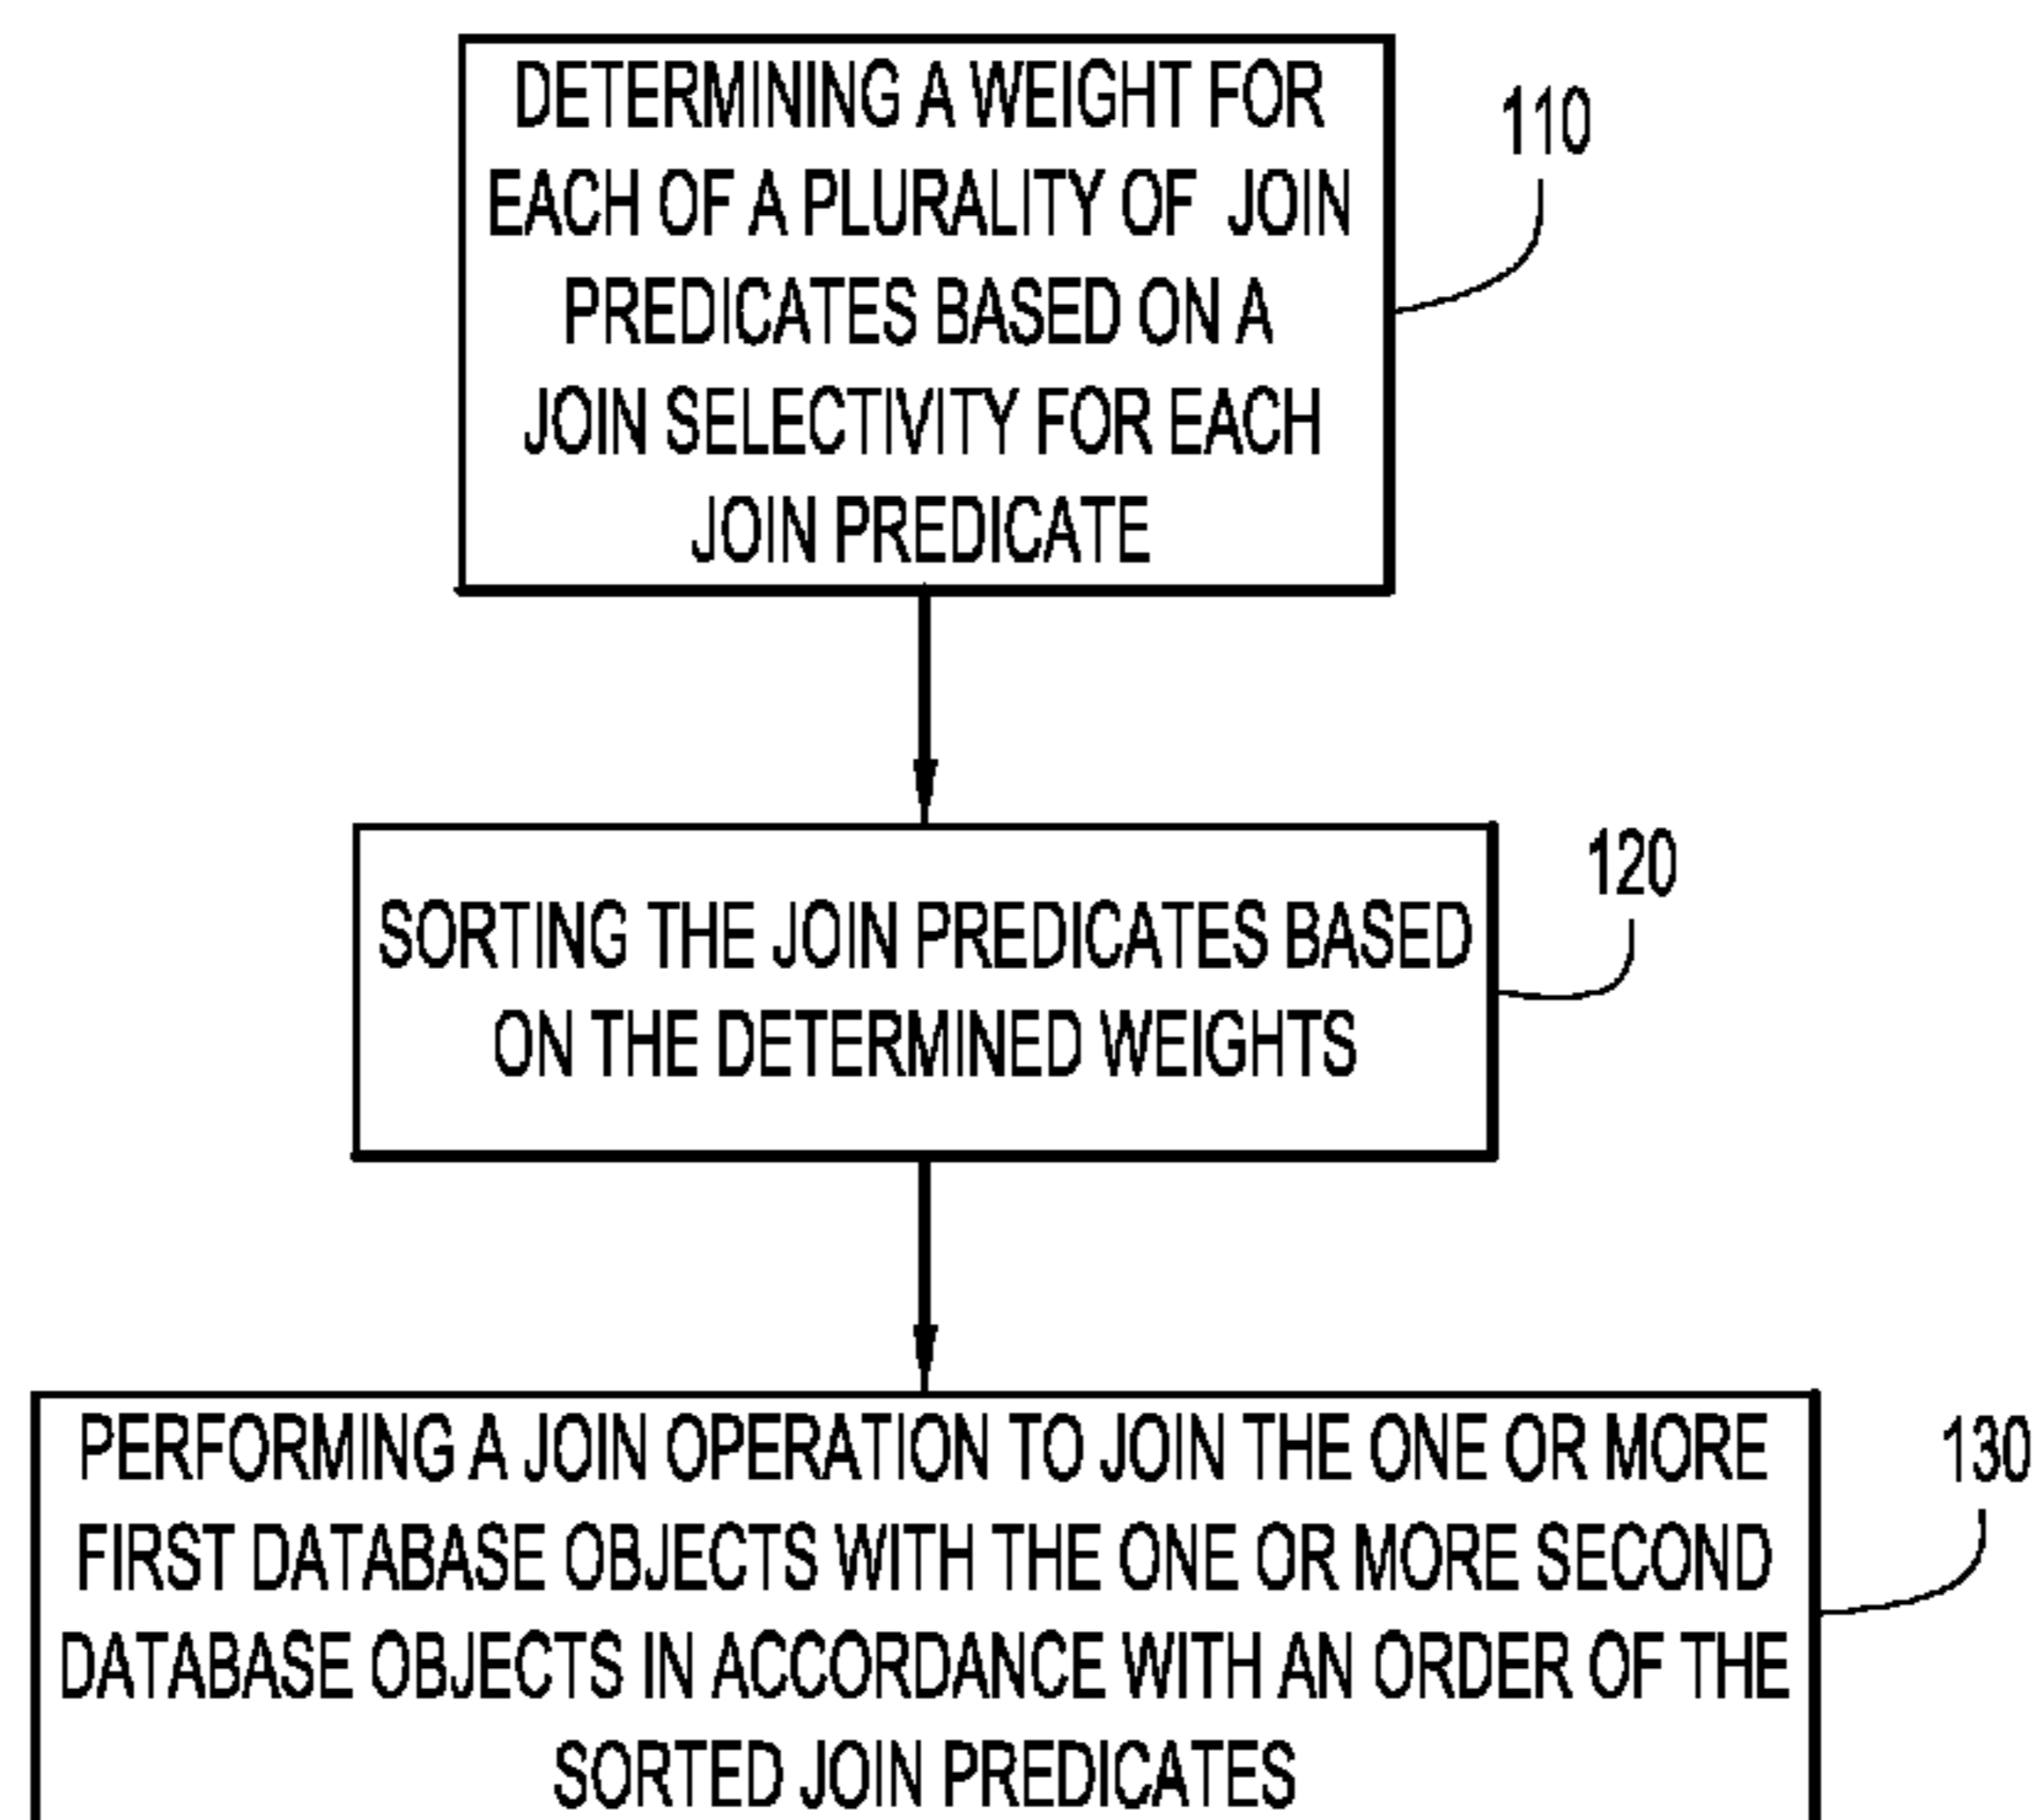 DETERMINING A WEIGHT FOR
EACH OF A PLURALITY OF JOIN
PREDICATES BASED ON A
JOIN SELECTIVITY FOR EACH
JOIN PREDICATE
110
SORTING THE JOIN PREDICATES BASED
ON THE DETERMINED WEIGHTS
120
PERFORMING A JOIN OPERATION TO JOIN THE ONE OR MORE
FIRST DATABASE OBJECTS WITH THE ONE OR MORE SECOND
DATABASE OBJECTS IN ACCORDANCE WITH AN ORDER OF THE
SORTED JOIN PREDICATES
130